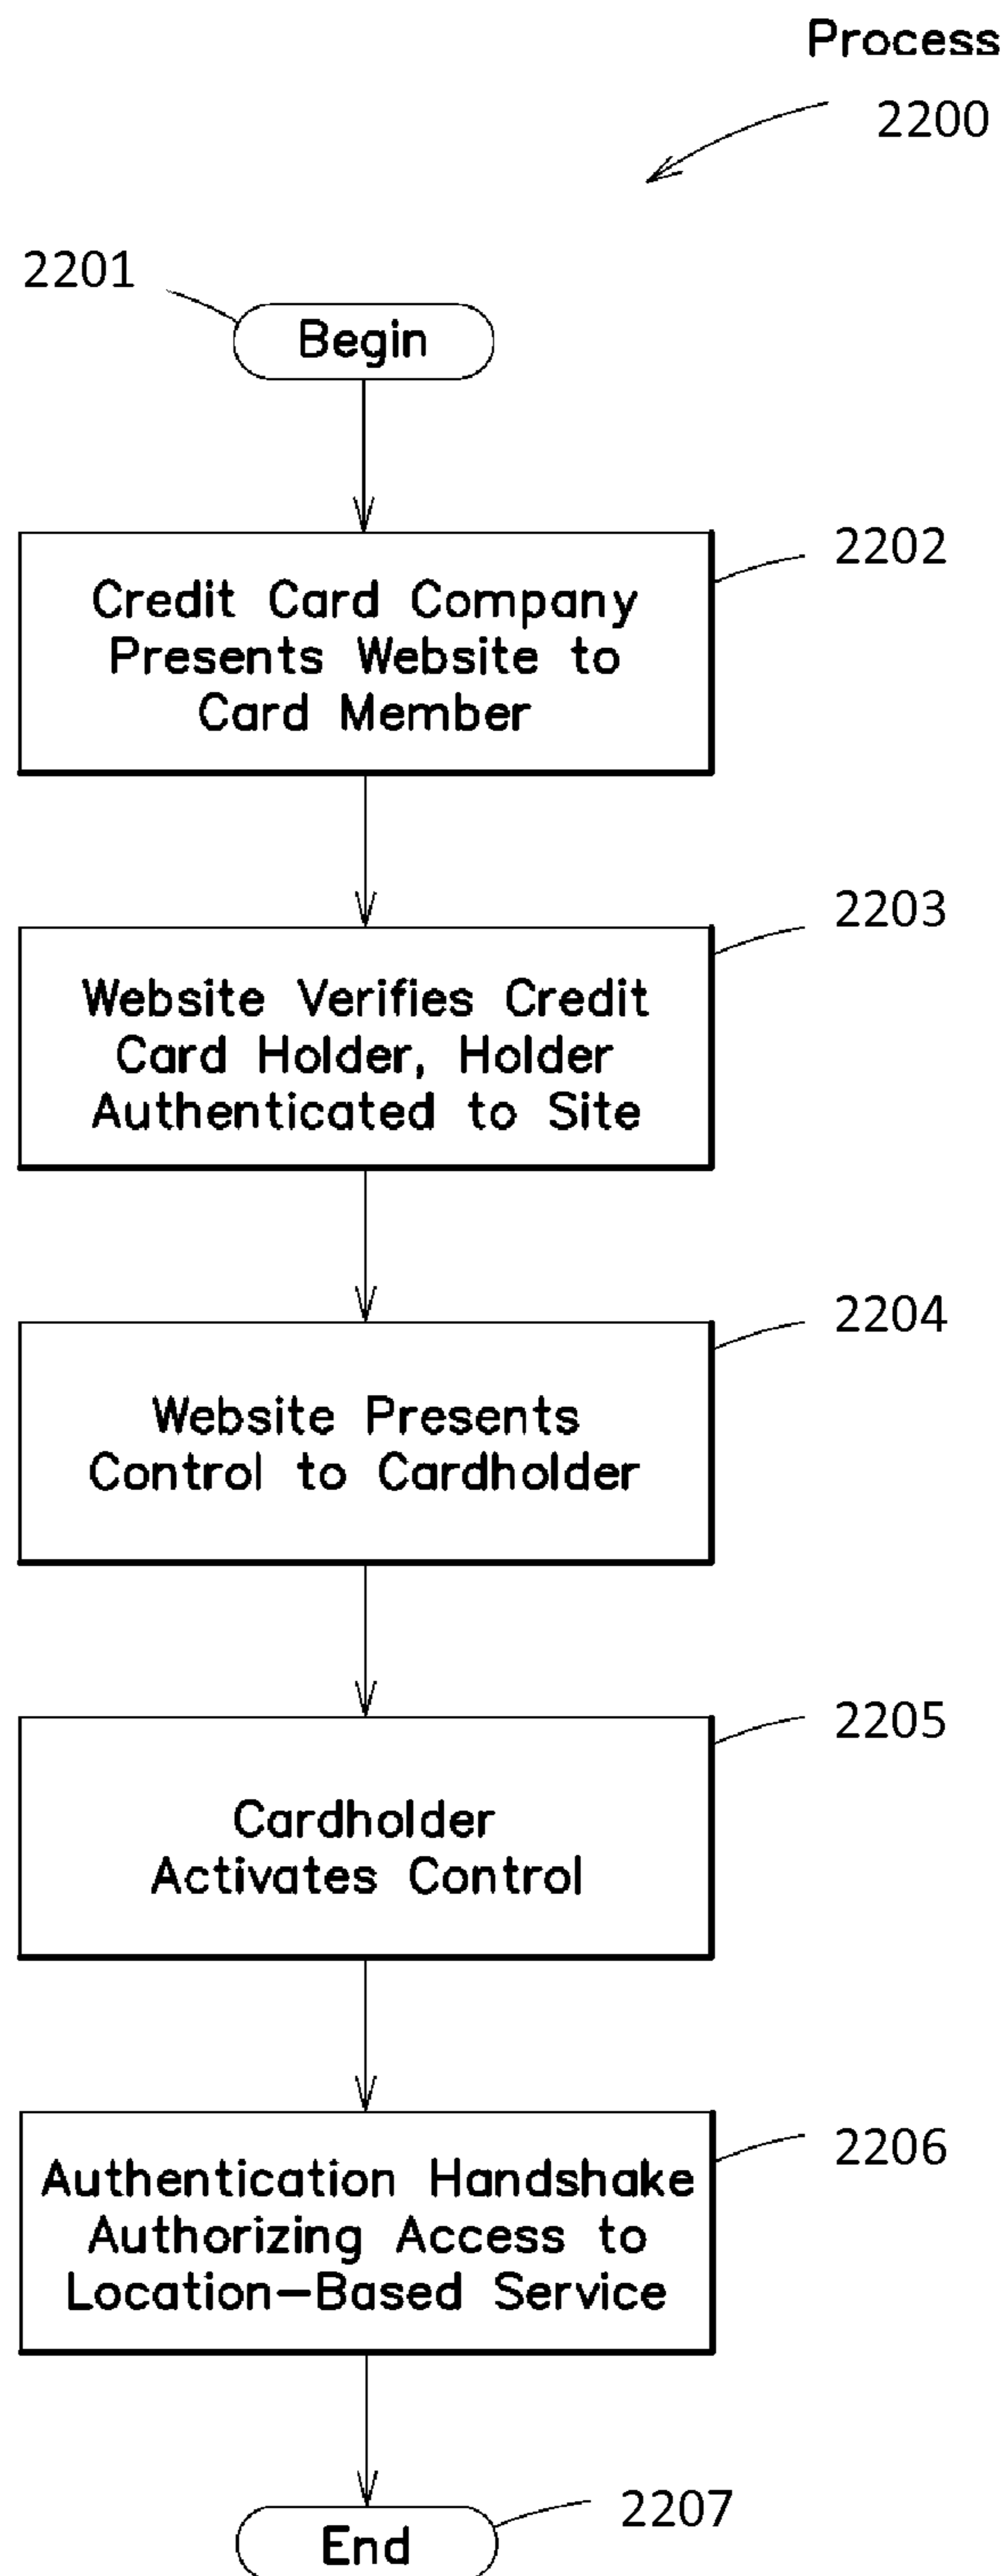 Process
2200
2201
Begin
2202
Credit Card Company
Presents Website to
Card Member
2203
Website Verifies Credit
Card Holder, Holder
Authenticated to Site
2204
Website Presents
Control to Cardholder
2205
Cardholder
Activates Control
2206
Authentication Handshake
Authorizing Access to
Location-Based Service
2207
End